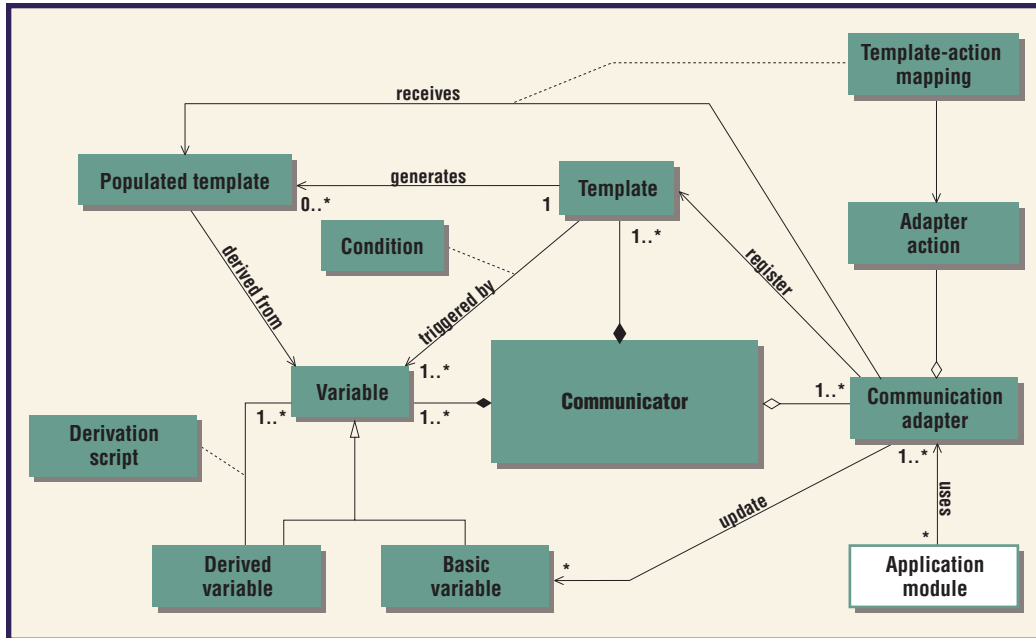 Template-action
mapping
receives
Populated template
generates
Template
0..*
1
Condition
1..*
Adapter
action
derived from
triggered by
register
Variable
1..*
1..*
1..*
Communicator
1..*
Communication
adapter
1..*
Derivation
script
update
uses
Derived
variable
Basic
variable
*
*
Application
module